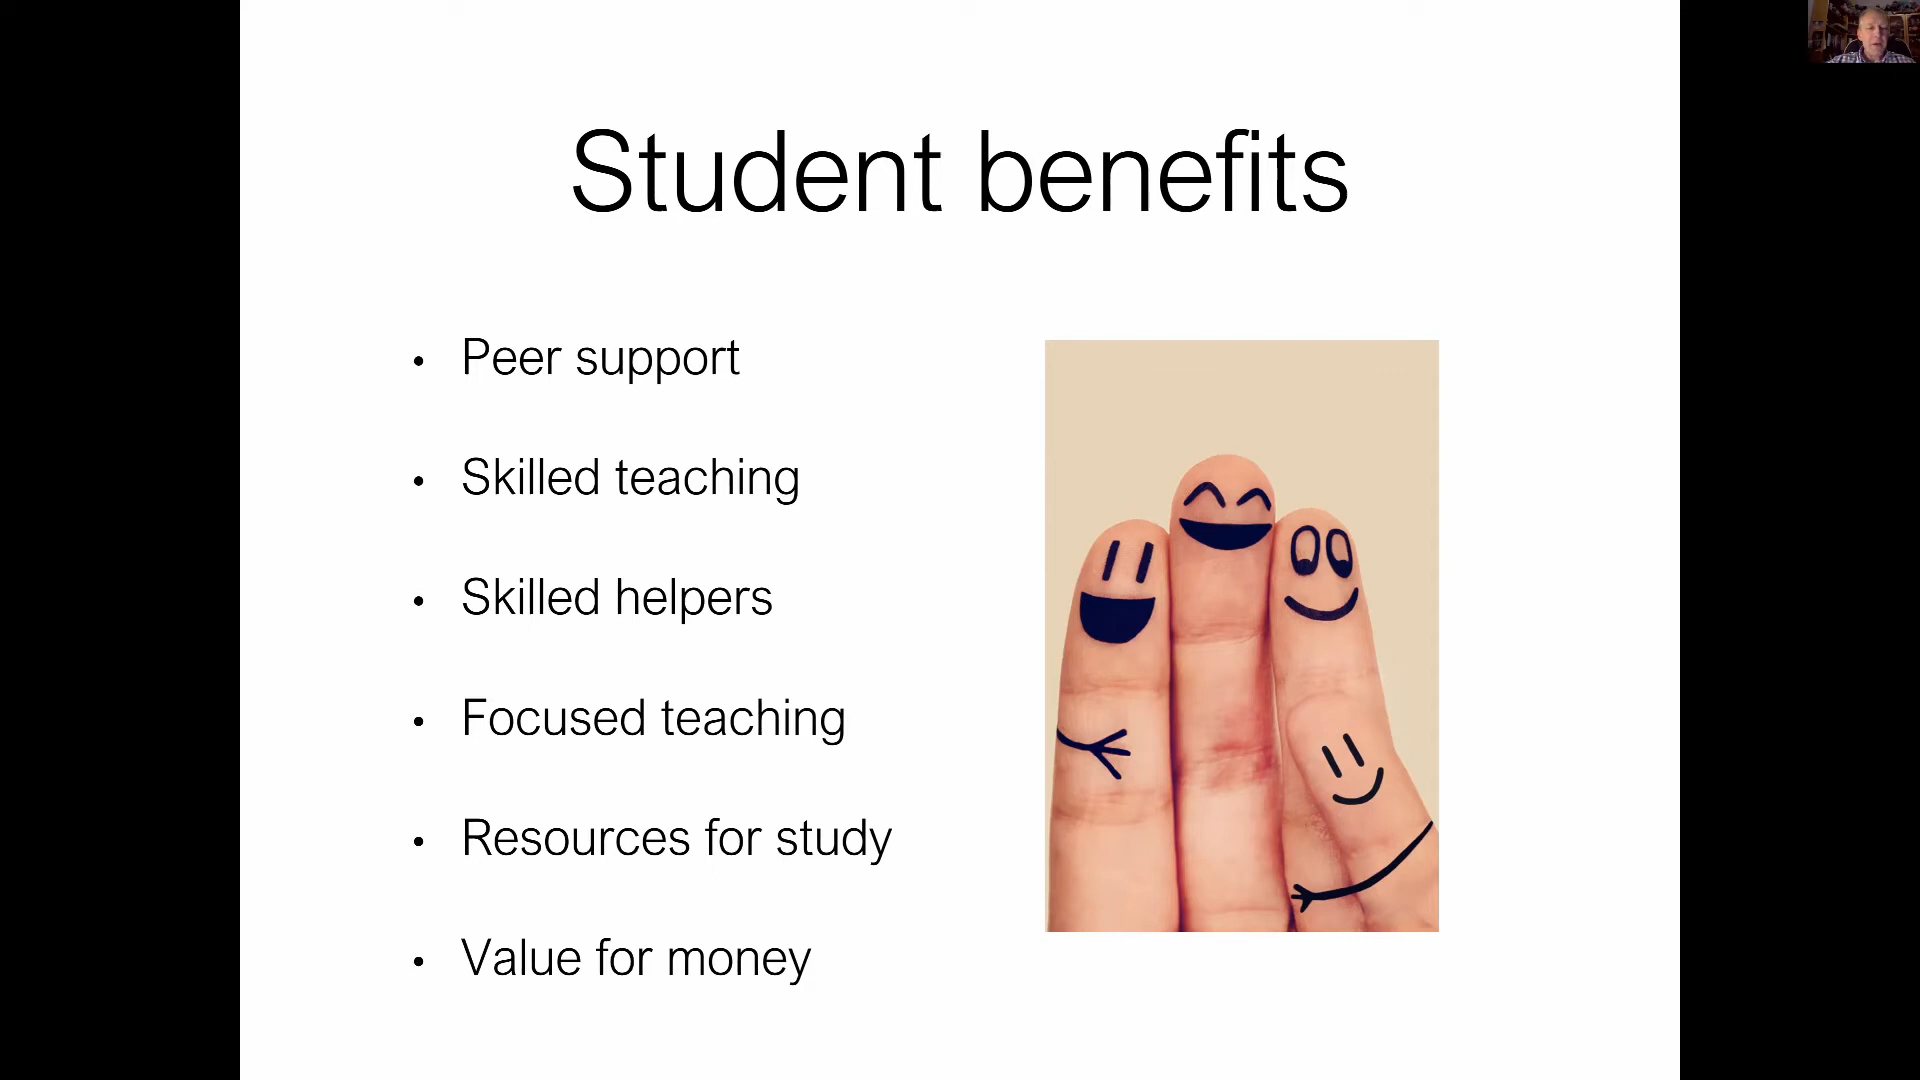 Student benefits
• Peer support
• Skilled teaching
• Skilled helpers
• Focused teaching
• Resources for study
• Value for money